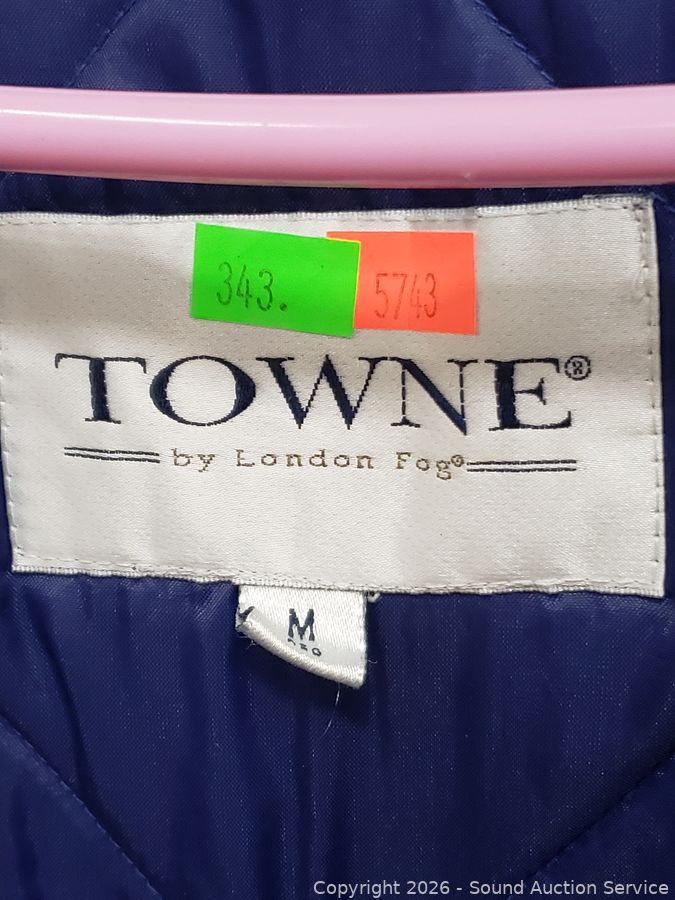 343.
5743
TOWNE®
by London Fog®
M
Copyright 2026 - Sound Auction Service